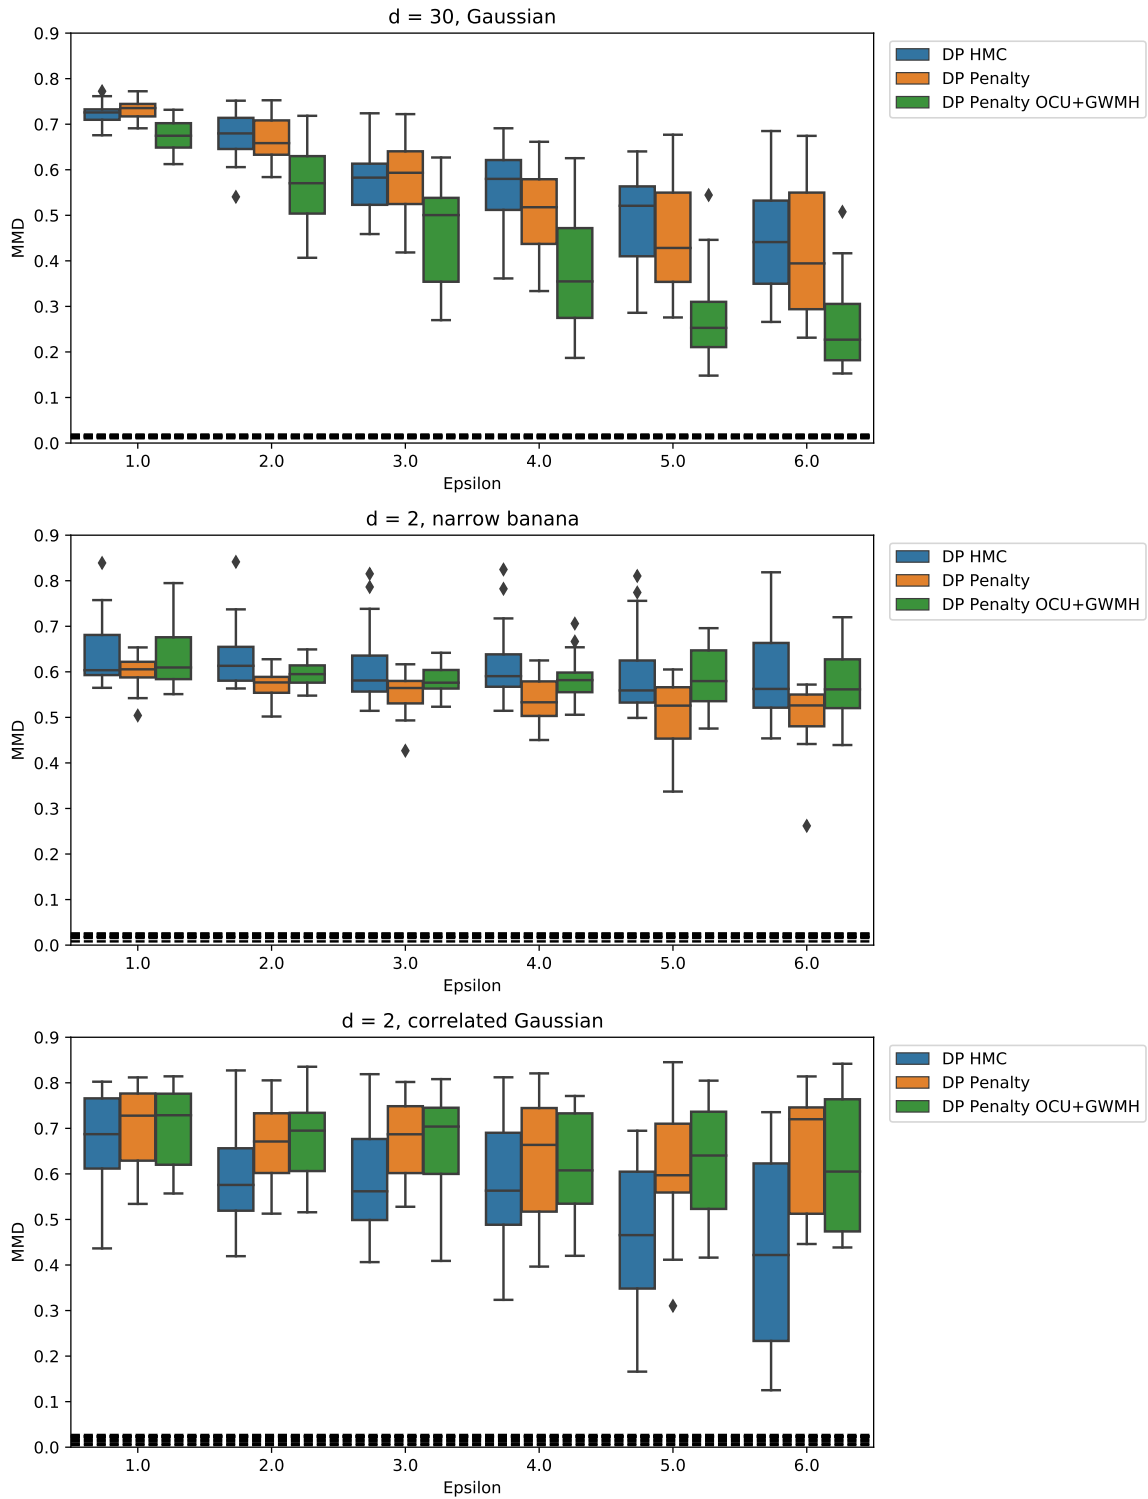 d = 30, Gaussian
0.9
0.8
0.7
0.6
0.5
0.4
0.3
0.2
0.1
0.0
MMD
1.0 2.0 3.0 4.0 5.0 6.0
Epsilon
DP HMC
DP Penalty
DP Penalty OCU+GWMH
d = 2, narrow banana
0.9
0.8
0.7
0.6
0.5
0.4
0.3
0.2
0.1
0.0
MMD
1.0 2.0 3.0 4.0 5.0 6.0
Epsilon
DP HMC
DP Penalty
DP Penalty OCU+GWMH
d = 2, correlated Gaussian
0.9
0.8
0.7
0.6
0.5
0.4
0.3
0.2
0.1
0.0
MMD
1.0 2.0 3.0 4.0 5.0 6.0
Epsilon
DP HMC
DP Penalty
DP Penalty OCU+GWMH